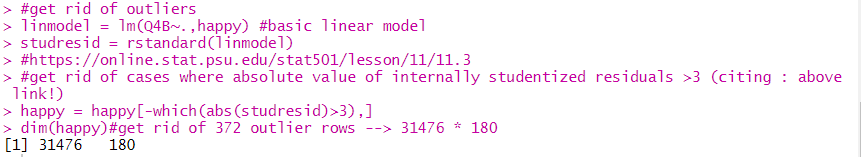 > #get rid of outliers
> linmodel = lm(Q4B~.,happy) #basic linear model
> studresid = rstandard(linmodel)
> #https://online.stat.psu.edu/stat501/lesson/11/11.3
> #get rid of cases where absolute value of internally studentized residuals >3 (citing : above
link!)
> happy = happy[-which(abs(studresid)>3),]
> dim(happy)#get rid of 372 outlier rows --> 31476 * 180
[1] 31476 180